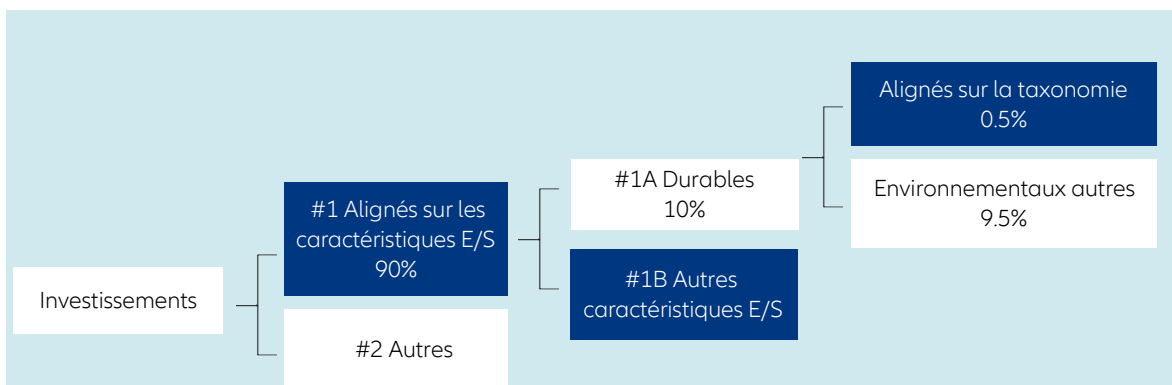 Alignés sur la taxonomie
0.5%
#1A Durables
10%
Environnementaux autres
9.5%
#1 Alignés sur les
caractéristiques E/S
90%
#1B Autres
caractéristiques E/S
Investissements
#2 Autres